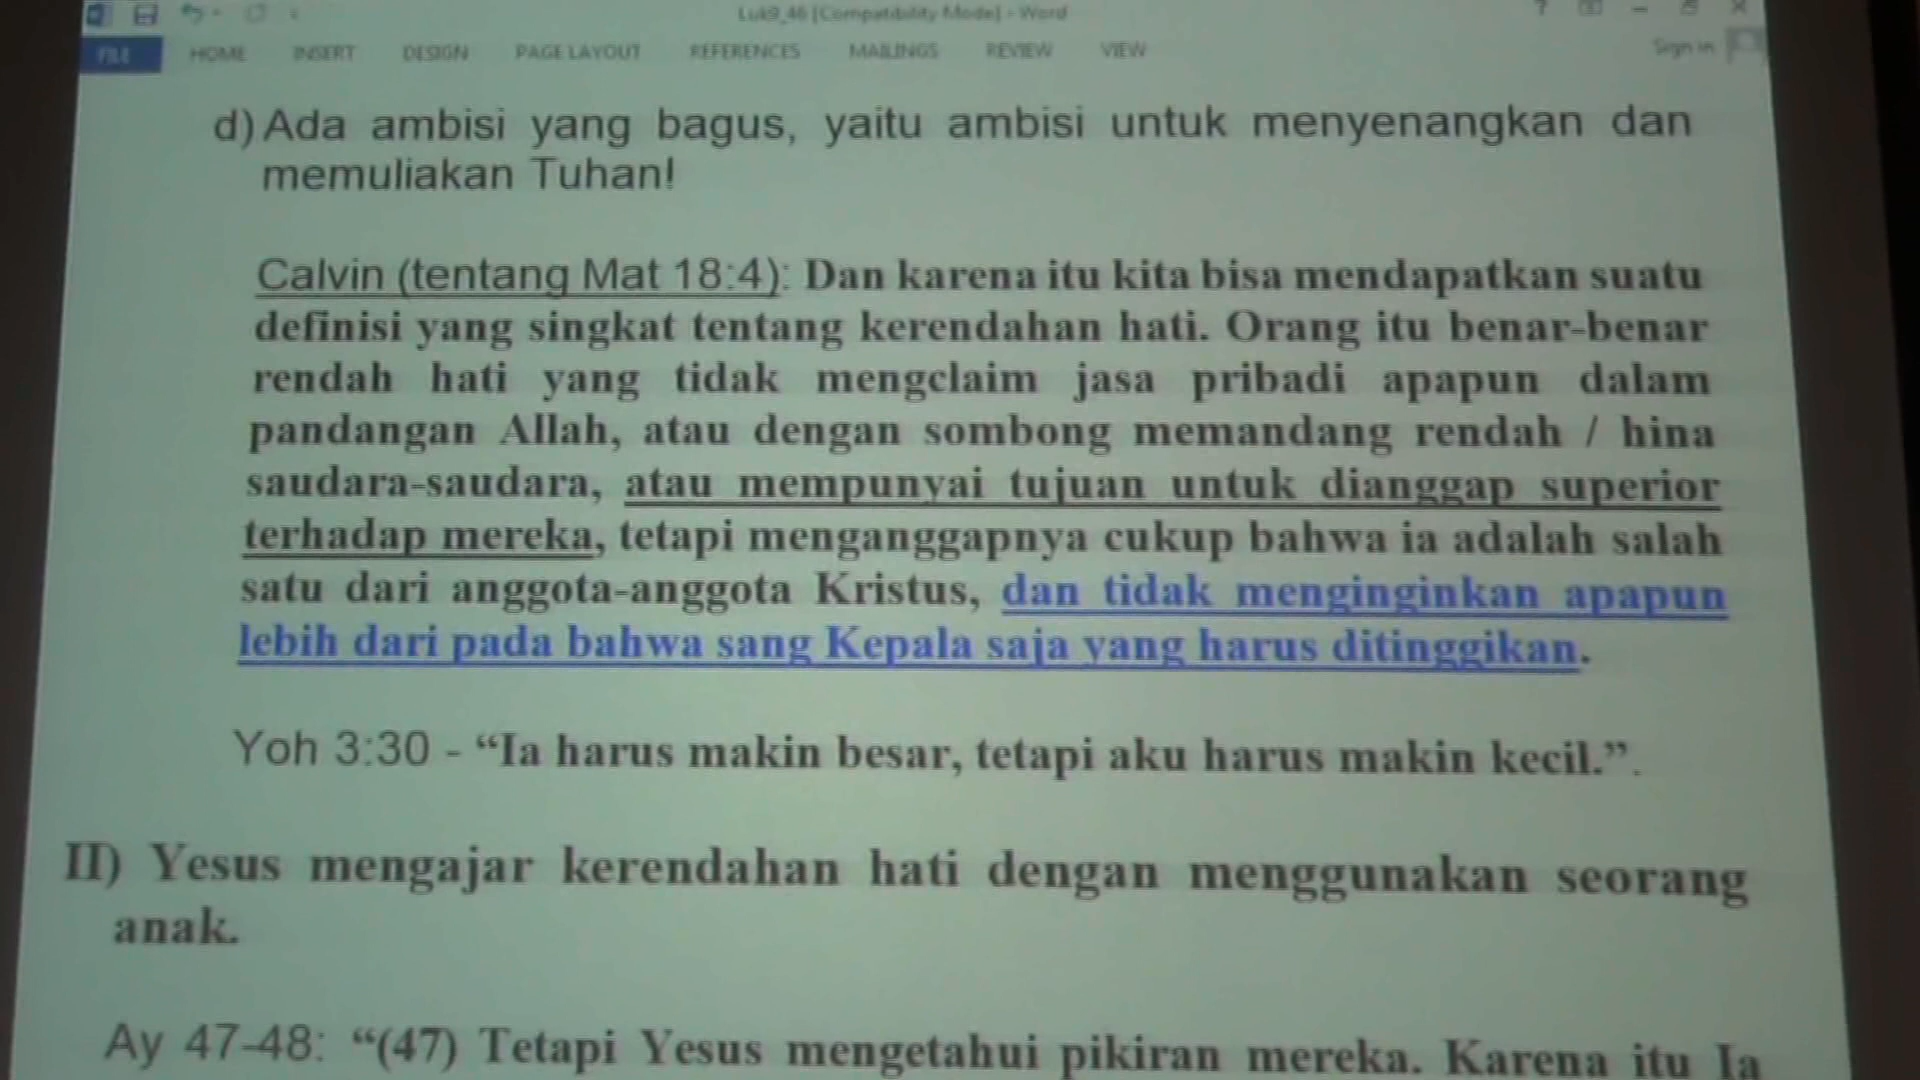 Luk9_46 [Compatibility Mode] - Word
FILE HOME INSERT DESIGN PAGE LAYOUT REFERENCES MAILINGS REVIEW VIEW Sign in
d) Ada ambisi yang bagus, yaitu ambisi untuk menyenangkan dan
memuliakan Tuhan!
Calvin (tentang Mat 18:4): Dan karena itu kita bisa mendapatkan suatu
definisi yang singkat tentang kerendahan hati. Orang itu benar-benar
rendah hati yang tidak mengclaim jasa pribadi apapun dalam
pandangan Allah, atau dengan sombong memandang rendah / hina
saudara-saudara, atau mempunyai tujuan untuk dianggap superior
terhadap mereka, tetapi menganggapnya cukup bahwa ia adalah salah
satu dari anggota-anggota Kristus, dan tidak menginginkan apapun
lebih dari pada bahwa sang Kepala saja yang harus ditinggikan.
Yoh 3:30 - “Ia harus makin besar, tetapi aku harus makin kecil.”.
II) Yesus mengajar kerendahan hati dengan menggunakan seorang
anak.
Ay 47-48: “(47) Tetapi Yesus mengetahui pikiran mereka. Karena itu Ia